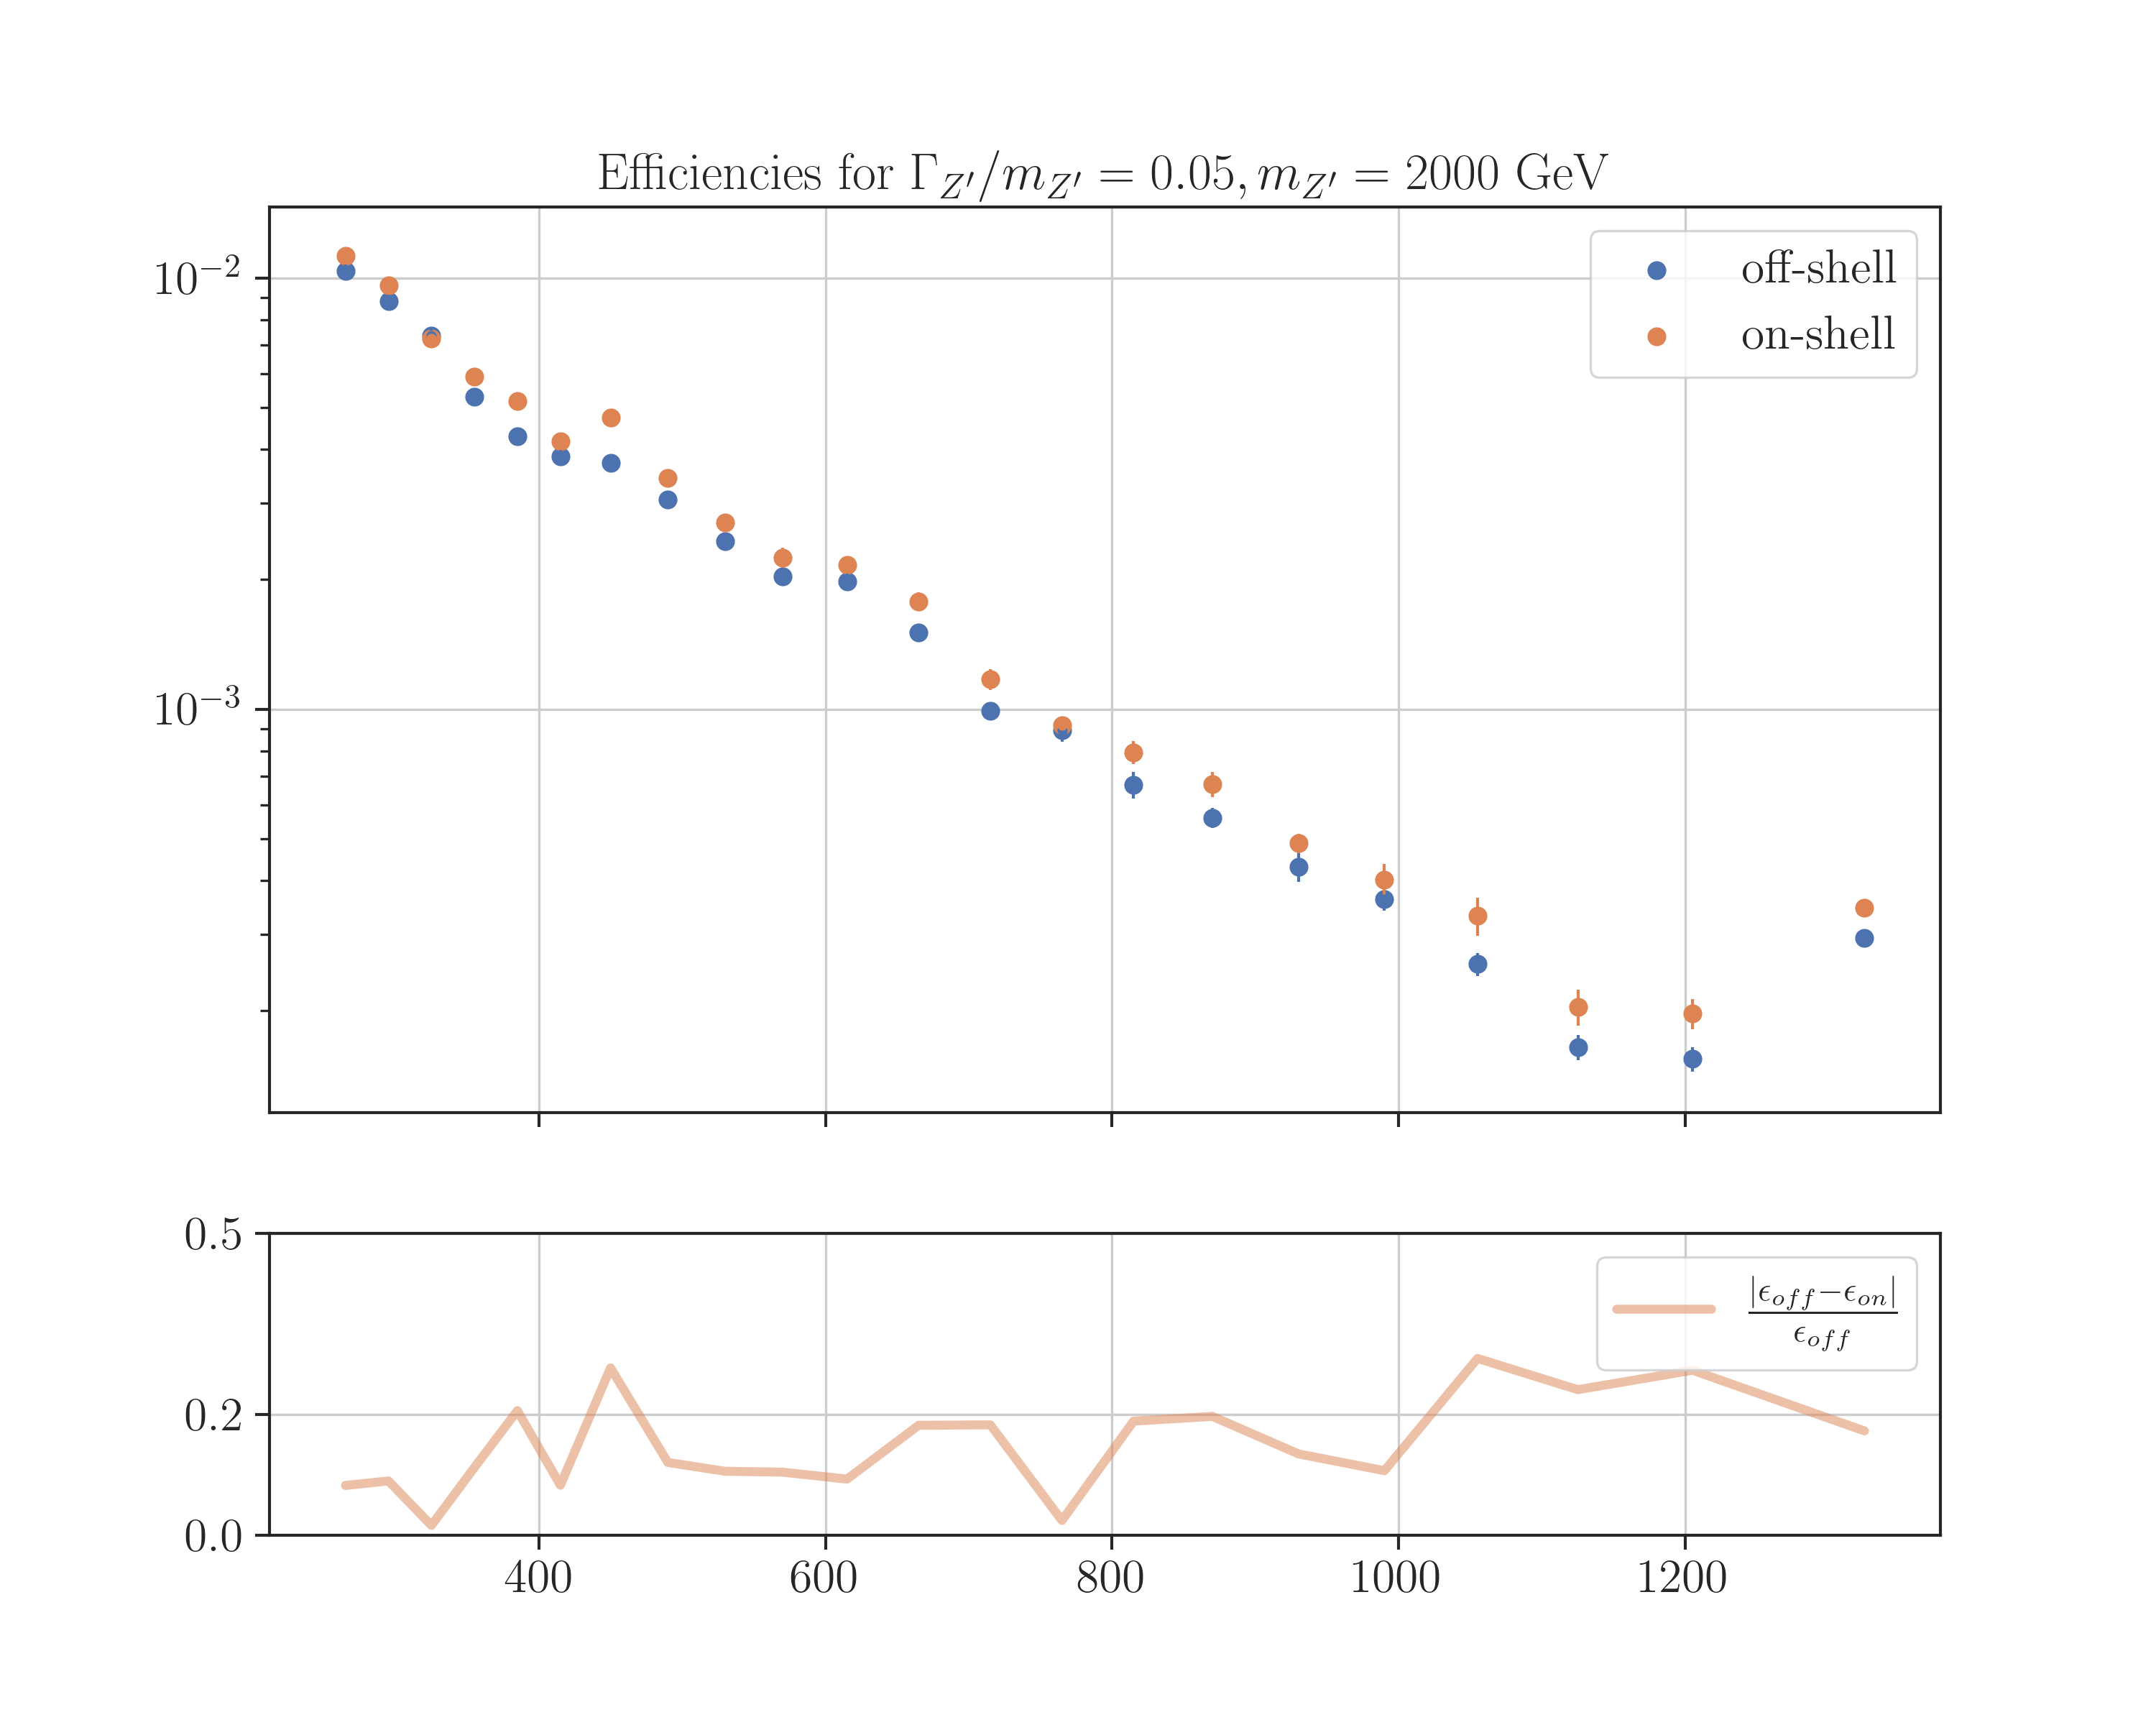 Efficiencies for Γ_{Z′}/m_{Z′} = 0.05, m_{Z′} = 2000 GeV
10⁻²
off-shell
on-shell
10⁻³
0.5
|ϵ_{off}−ϵ_{on}|
ϵ_{off}
0.2
0.0
400 600 800 1000 1200